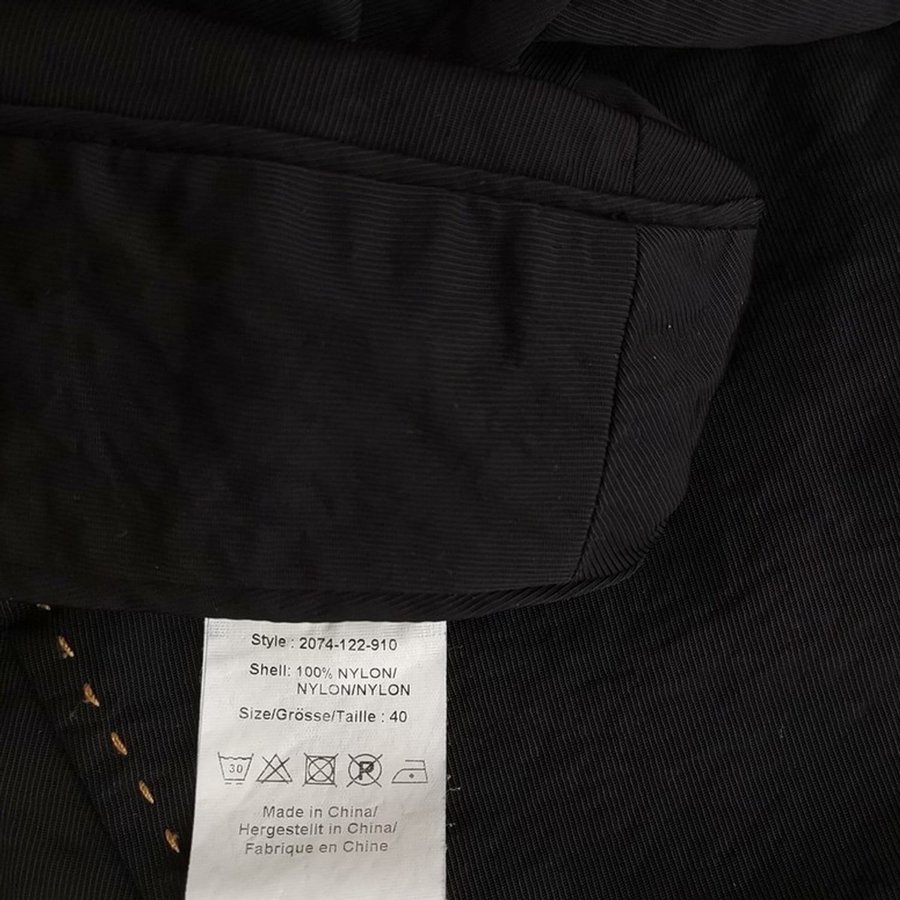 Style : 2074-122-910
Shell: 100% NYLON/
NYLON/NYLON
Size/Grösse/Taille : 40
30 P
Made in China/
Hergestellt in China/
Fabrique en Chine